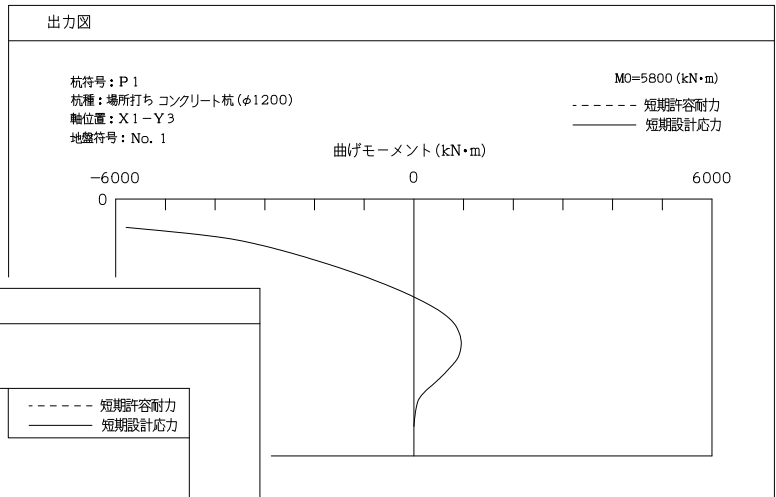 出力図
杭符号：P1
杭種：場所打ち コンクリート杭(φ1200)
軸位置：X1－Y3
地盤符号：No. 1
M0=5800(kN・m)
短期許容耐力
短期設計応力
曲げモーメント(kN・m)
−6000 0 6000
0
短期許容耐力
短期設計応力